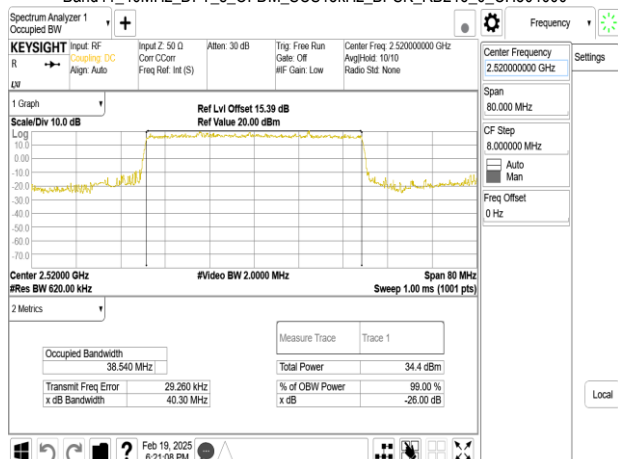 Spectrum Analyzer 1
Occupied BW
Frequency
KEYSIGHT
R
LXI
Input: RF
Coupling: DC
Align: Auto
Input Z: 50 Ω
Corr CCorr
Freq Ref: Int (S)
Atten: 30 dB
Trig: Free Run
Gate: Off
#IF Gain: Low
Center Freq: 2.520000000 GHz
Avg|Hold: 10/10
Radio Std: None
Center Frequency
2.520000000 GHz
Settings
Span
80.000 MHz
CF Step
8.000000 MHz
Auto
Man
Freq Offset
0 Hz
Local
1 Graph
Scale/Div 10.0 dB
Ref Lvl Offset 15.39 dB
Ref Value 20.00 dBm
Log
10.0
0.00
-10.0
-20.0
-30.0
-40.0
-50.0
-60.0
-70.0
Center 2.52000 GHz
#Video BW 2.0000 MHz
Span 80 MHz
#Res BW 620.00 kHz
Sweep 1.00 ms (1001 pts)
2 Metrics
Measure Trace
Trace 1
Occupied Bandwidth
38.540 MHz
Total Power
34.4 dBm
Transmit Freq Error
29.260 kHz
% of OBW Power
99.00 %
x dB Bandwidth
40.30 MHz
x dB
-26.00 dB
Feb 19, 2025
6:21:08 PM